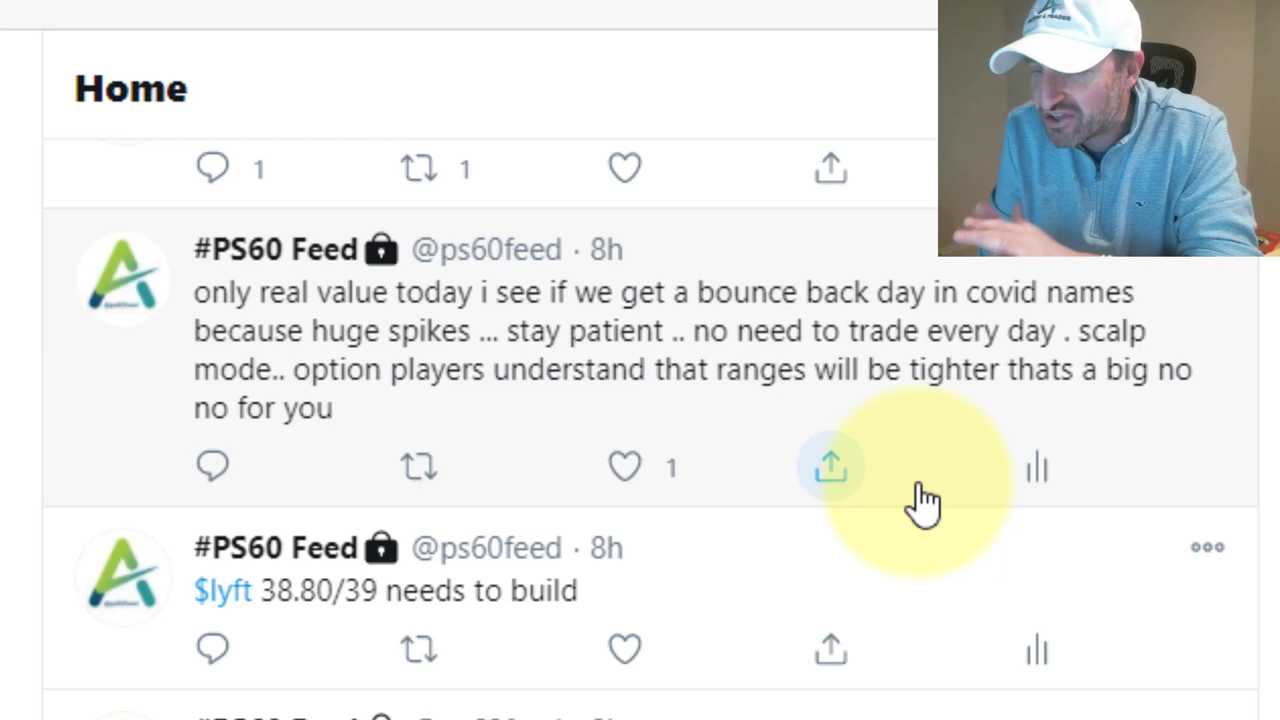 Home
1 1
#PS60 Feed @ps60feed · 8h
only real value today i see if we get a bounce back day in covid names
because huge spikes ... stay patient .. no need to trade every day . scalp
mode.. option players understand that ranges will be tighter thats a big no
no for you
1
#PS60 Feed @ps60feed · 8h
$lyft 38.80/39 needs to build